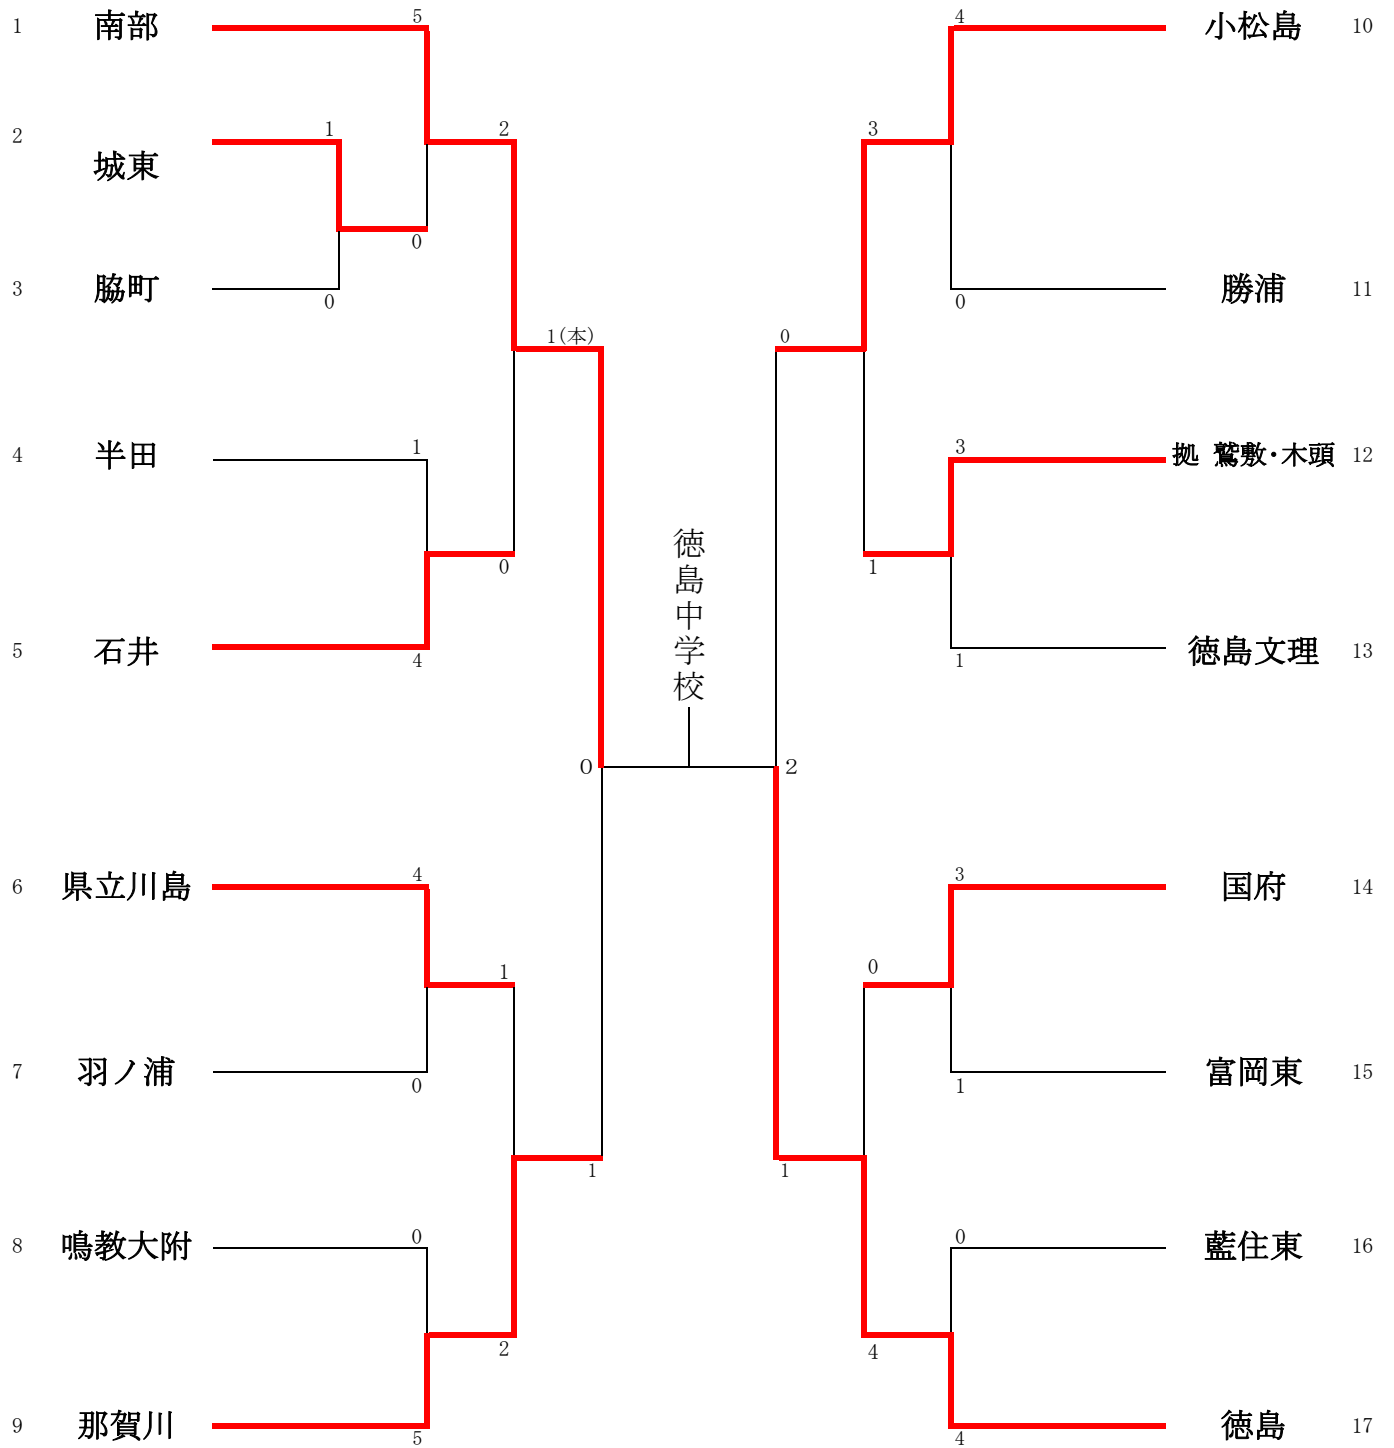 1 南部 5
2 城東 1
2
0
3 脇町 0
1(本)
4 半田 1
0
5 石井 4
0
6 県立川島 4
1
7 羽ノ浦 0
1
8 鳴教大附 0
2
9 那賀川 5
徳島中学校
4 小松島 10
3
0 勝浦 11
0
3 拠 鷲敷・木頭 12
1
1 徳島文理 13
2
3 国府 14
0
1 富岡東 15
1
0 藍住東 16
4
4 徳島 17